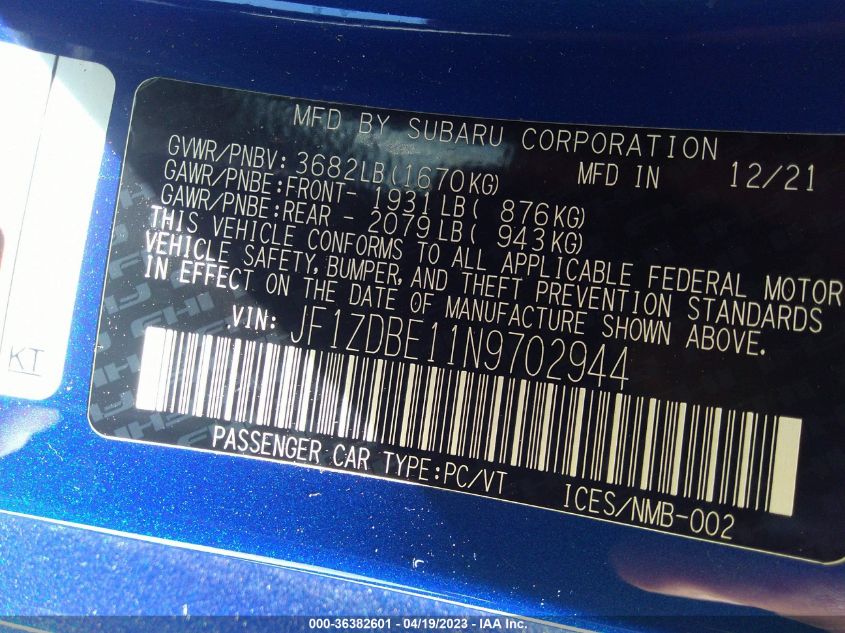 MFD BY SUBARU CORPORATION
GVWR/PNBV: 3682LB(1670KG) MFD IN 12/21
GAWR/PNBE:FRONT- 1931LB( 876KG)
GAWR/PNBE:REAR - 2079LB( 943KG)
THIS VEHICLE CONFORMS TO ALL APPLICABLE FEDERAL MOTOR
VEHICLE SAFETY, BUMPER, AND THEFT PREVENTION STANDARDS
IN EFFECT ON THE DATE OF MANUFACTURE SHOWN ABOVE.
VIN: JF1ZDBE11N9702944
PASSENGER CAR TYPE:PC/VT
ICES/NMB-002
KT
000-36382601 - 04/19/2023 - IAA Inc.